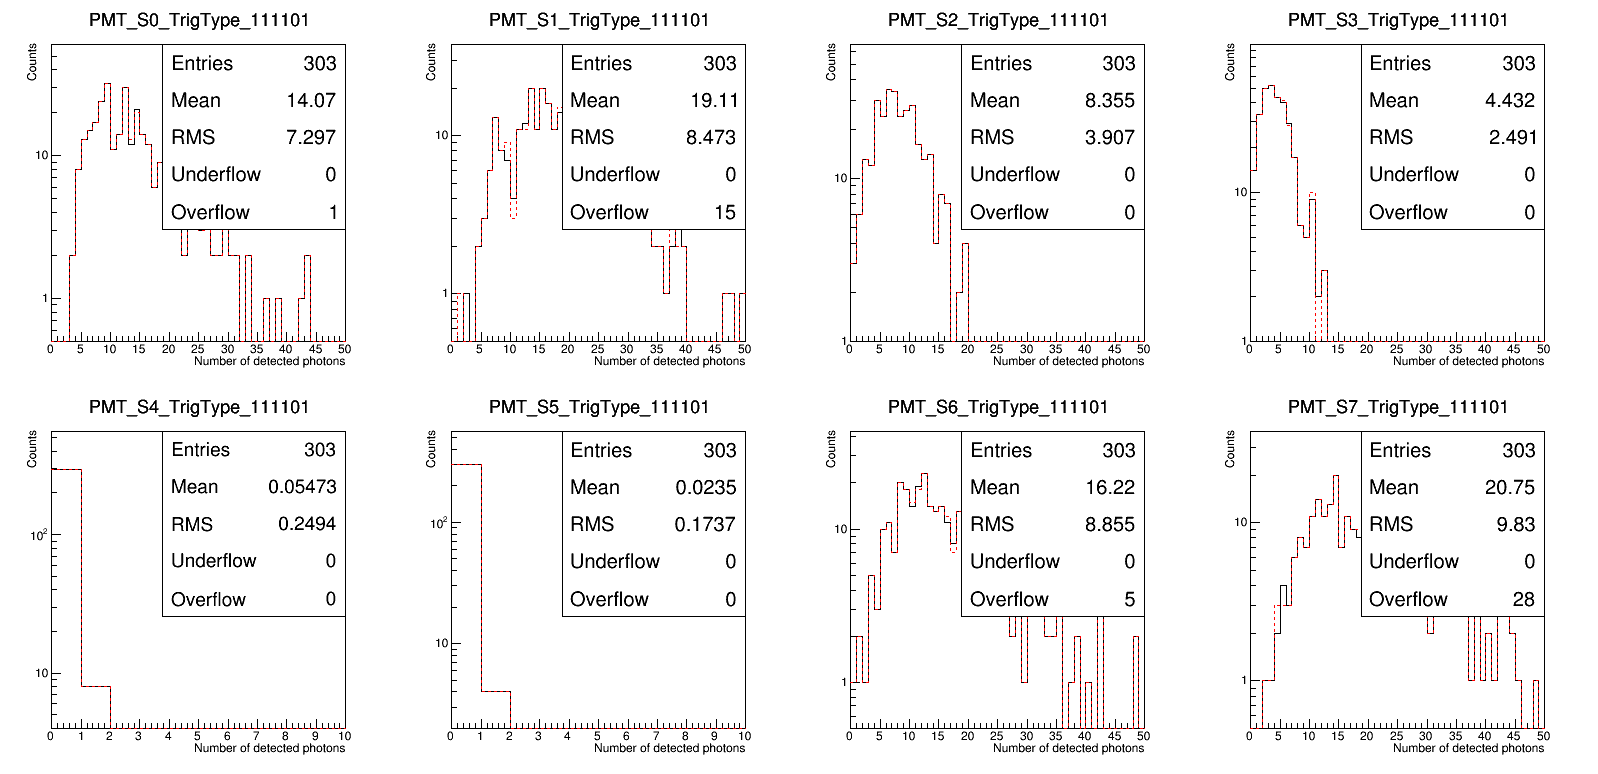 PMT_S0_TrigType_111101
Counts
Entries 303
Mean 14.07
RMS 7.297
Underflow 0
Overflow 1
10
1
0 5 10 15 20 25 30 35 40 45 50
Number of detected photons
PMT_S1_TrigType_111101
Counts
Entries 303
Mean 19.11
RMS 8.473
Underflow 0
Overflow 15
10
1
0 5 10 15 20 25 30 35 40 45 50
Number of detected photons
PMT_S2_TrigType_111101
Counts
Entries 303
Mean 8.355
RMS 3.907
Underflow 0
Overflow 0
10
1
0 5 10 15 20 25 30 35 40 45 50
Number of detected photons
PMT_S3_TrigType_111101
Counts
Entries 303
Mean 4.432
RMS 2.491
Underflow 0
Overflow 0
10
1
0 5 10 15 20 25 30 35 40 45 50
Number of detected photons
PMT_S4_TrigType_111101
Counts
Entries 303
Mean 0.05473
RMS 0.2494
Underflow 0
Overflow 0
10²
10
0 1 2 3 4 5 6 7 8 9 10
Number of detected photons
PMT_S5_TrigType_111101
Counts
Entries 303
Mean 0.0235
RMS 0.1737
Underflow 0
Overflow 0
10²
10
0 1 2 3 4 5 6 7 8 9 10
Number of detected photons
PMT_S6_TrigType_111101
Counts
Entries 303
Mean 16.22
RMS 8.855
Underflow 0
Overflow 5
10
1
0 5 10 15 20 25 30 35 40 45 50
Number of detected photons
PMT_S7_TrigType_111101
Counts
Entries 303
Mean 20.75
RMS 9.83
Underflow 0
Overflow 28
10
1
0 5 10 15 20 25 30 35 40 45 50
Number of detected photons